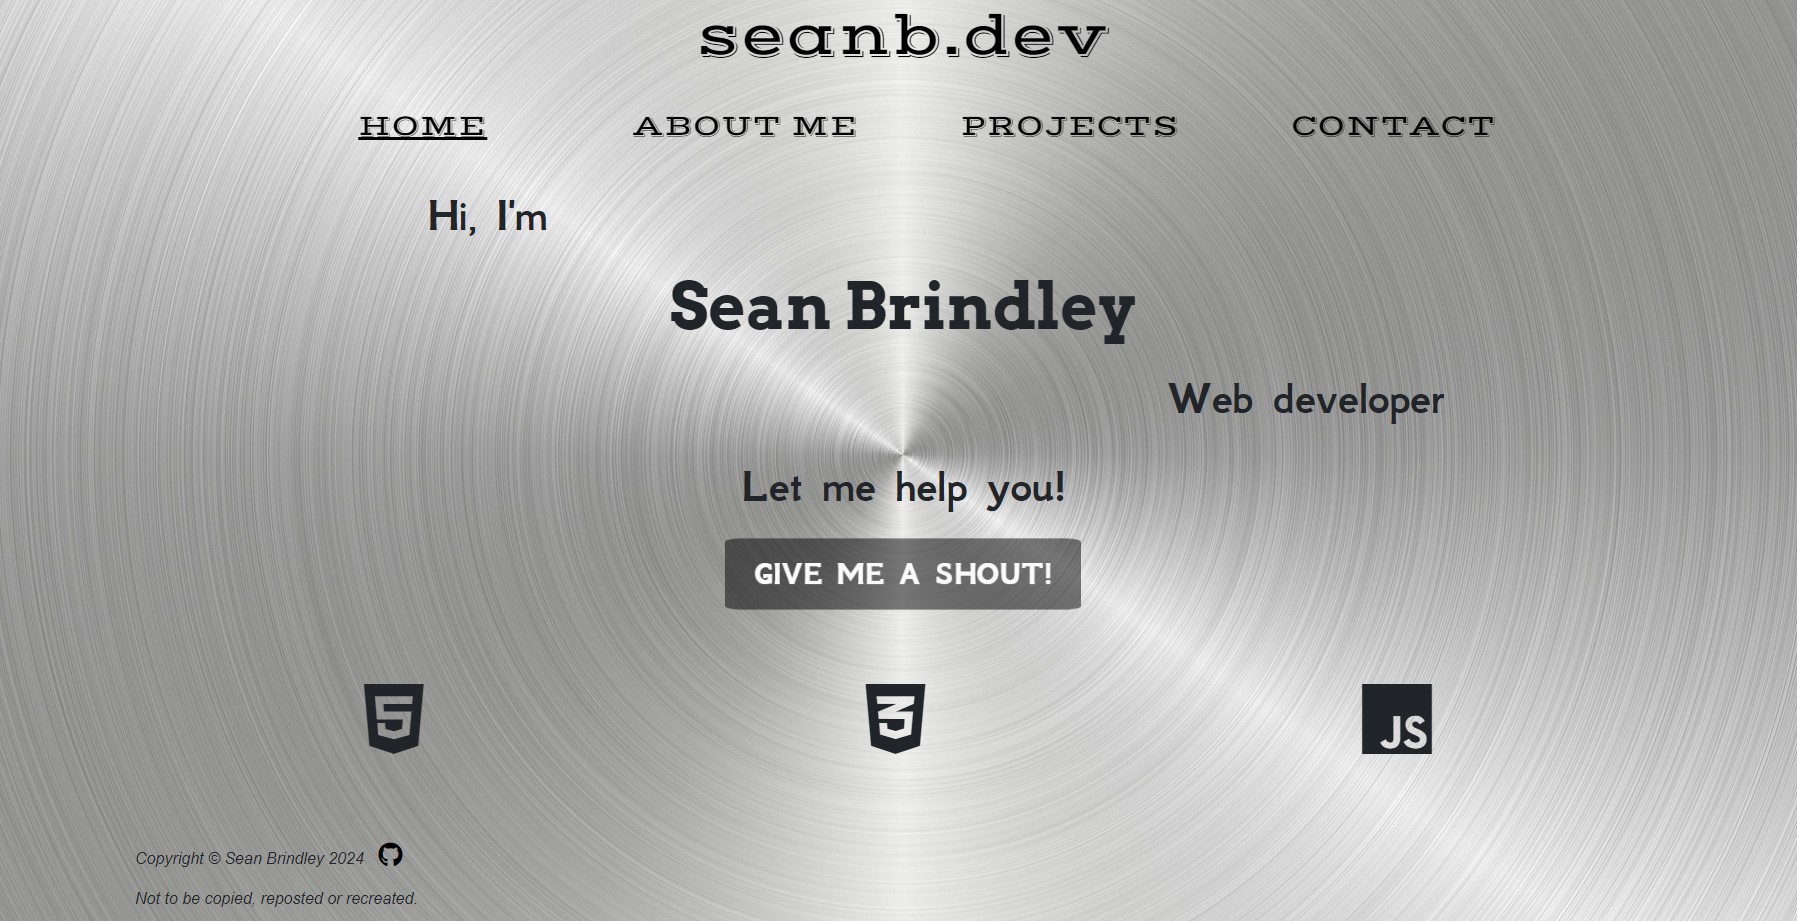 seanb.dev
HOME ABOUT ME PROJECTS CONTACT
Hi, I'm
Sean Brindley
Web developer
Let me help you!
GIVE ME A SHOUT!
5 3 JS
Copyright © Sean Brindley 2024
Not to be copied, reposted or recreated.